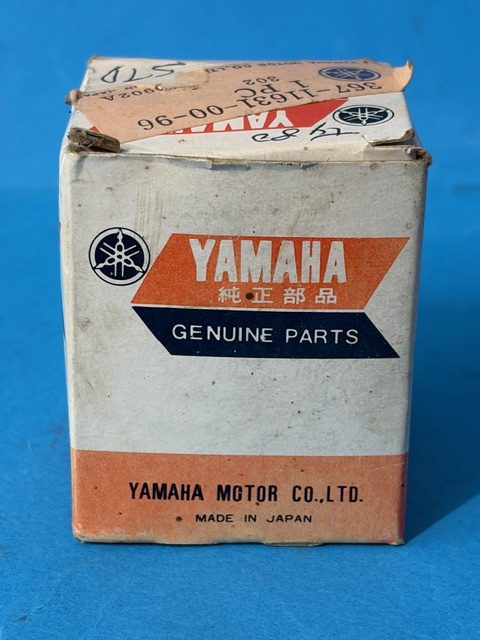 STD
367-11631-00-96
1 PC
302
YAMAHA
純正部品
GENUINE PARTS
YAMAHA MOTOR CO.,LTD.
MADE IN JAPAN